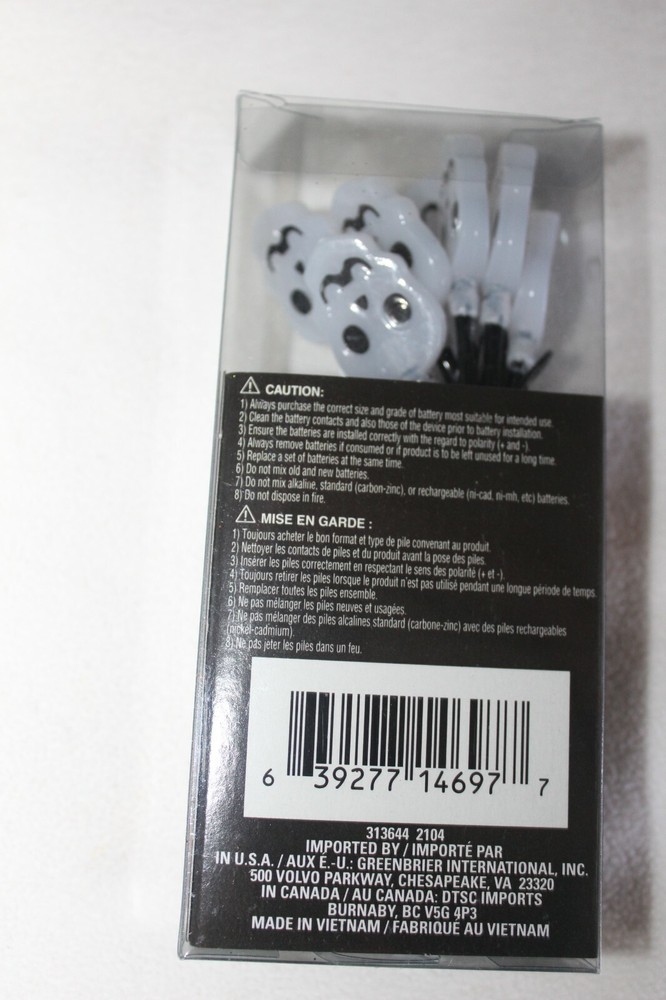 ⚠ CAUTION:
1) Always purchase the correct size and grade of battery most suitable for intended use.
2) Clean the battery contacts and also those of the device prior to battery installation.
3) Ensure the batteries are installed correctly with the regard to polarity (+ and -).
4) Always remove batteries if consumed or if product is to be left unused for a long time.
5) Replace a set of batteries at the same time.
6) Do not mix old and new batteries.
7) Do not mix alkaline, standard (carbon-zinc), or rechargeable (ni-cad, ni-mh, etc) batteries.
8) Do not dispose in fire.
⚠ MISE EN GARDE :
1) Toujours acheter le bon format et type de pile convenant au produit.
2) Nettoyer les contacts de piles et du produit avant la pose des piles.
3) Insérer les piles correctement en respectant le sens des polarité (+ et -).
4) Toujours retirer les piles lorsque le produit n'est pas utilisé pendant une longue période de temps.
5) Remplacer toutes les piles ensemble.
6) Ne pas mélanger les piles neuves et usagées.
7) Ne pas mélanger des piles alcalines standard (carbone-zinc) avec des piles rechargeables
(nickel-cadmium).
8) Ne pas jeter les piles dans un feu.
6 39277 14697 7
313644 2104
IMPORTED BY / IMPORTÉ PAR
IN U.S.A. / AUX É.-U.: GREENBRIER INTERNATIONAL, INC.
500 VOLVO PARKWAY, CHESAPEAKE, VA 23320
IN CANADA / AU CANADA: DTSC IMPORTS
BURNABY, BC V5G 4P3
MADE IN VIETNAM / FABRIQUÉ AU VIETNAM